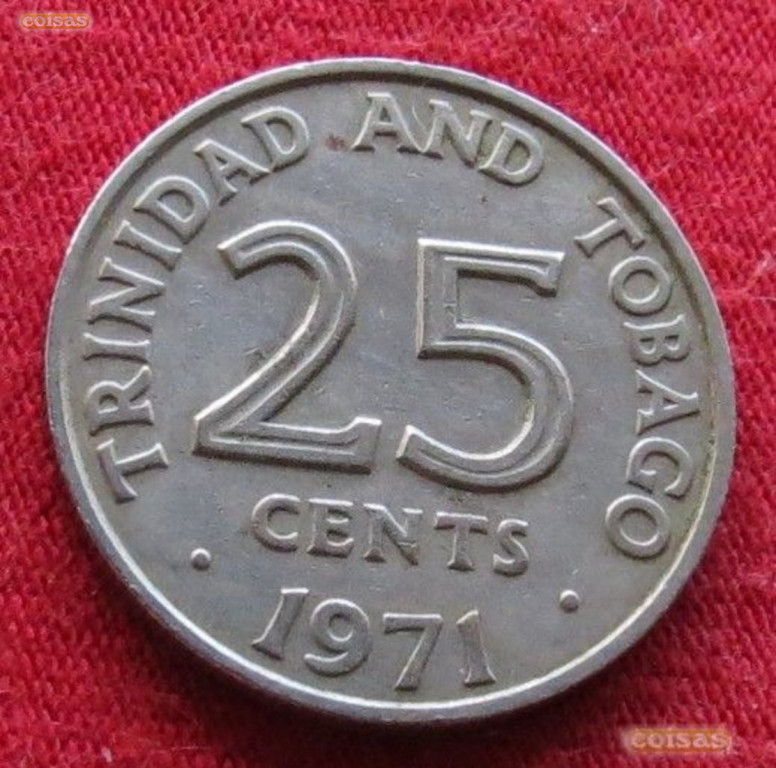 coisas
TRINIDAD AND TOBAGO
25
CENTS
1971
coisas